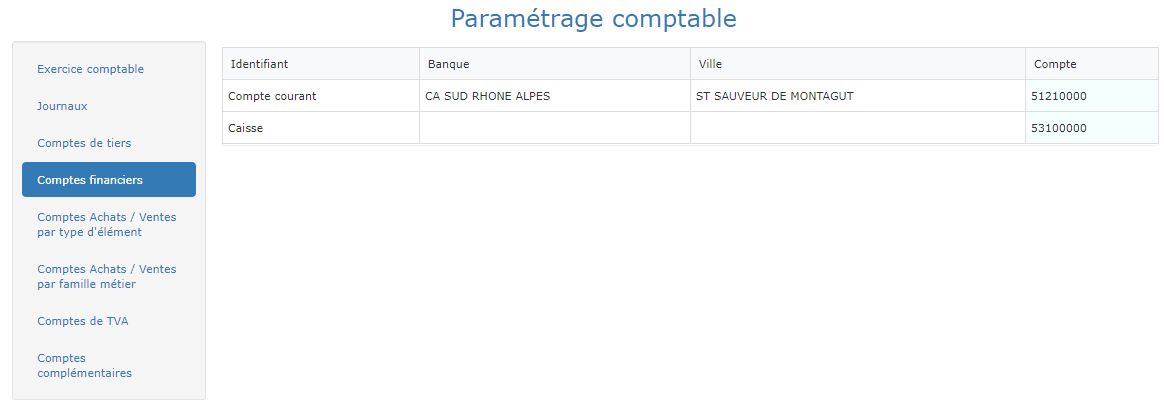 Paramétrage comptable
Exercice comptable
Journaux
Comptes de tiers
Comptes financiers
Comptes Achats / Ventes
par type d'élément
Comptes Achats / Ventes
par famille métier
Comptes de TVA
Comptes
complémentaires
Identifiant Banque Ville Compte
Compte courant CA SUD RHONE ALPES ST SAUVEUR DE MONTAGUT 51210000
Caisse 53100000